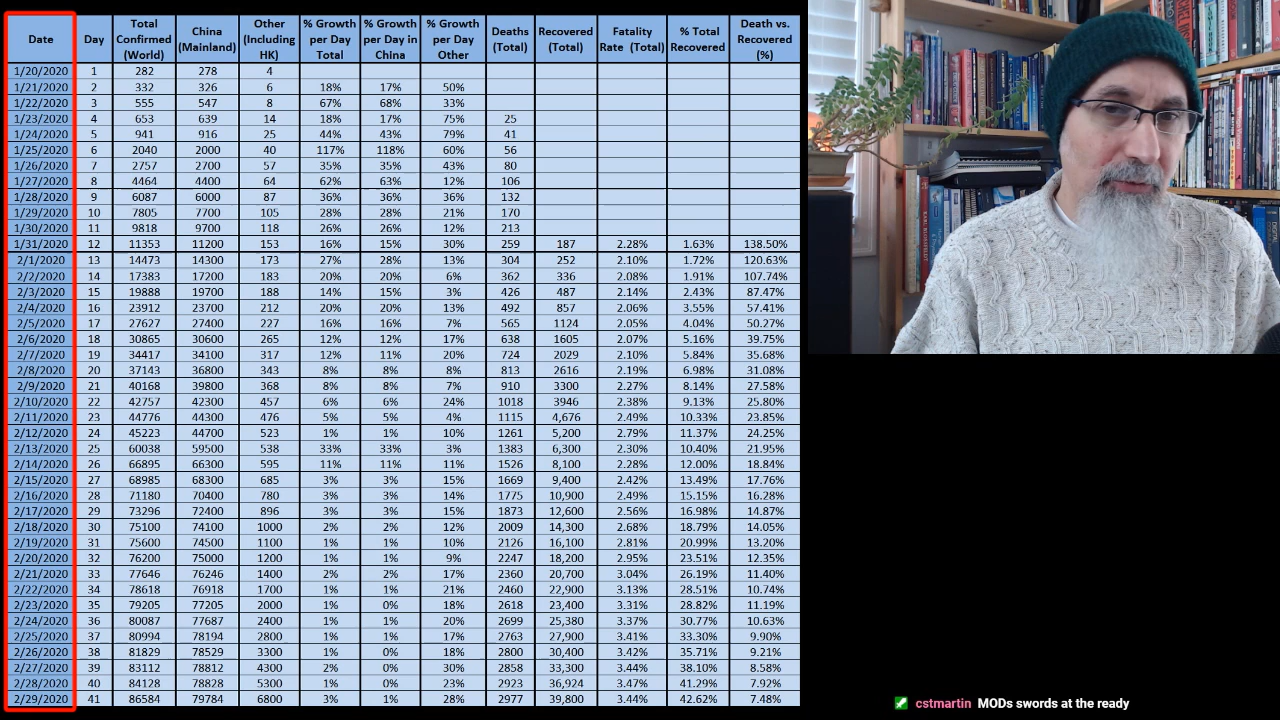 Date Day Total Confirmed (World) China (Mainland) Other (Including HK) % Growth per Day Total % Growth per Day in China % Growth per Day Other Deaths (Total) Recovered (Total) Fatality Rate (Total) % Total Recovered Death vs. Recovered (%)
1/20/2020 1 282 278 4
1/21/2020 2 332 326 6 18% 17% 50%
1/22/2020 3 555 547 8 67% 68% 33%
1/23/2020 4 653 639 14 18% 17% 75% 25
1/24/2020 5 941 916 25 44% 43% 79% 41
1/25/2020 6 2040 2000 40 117% 118% 60% 56
1/26/2020 7 2757 2700 57 35% 35% 43% 80
1/27/2020 8 4464 4400 64 62% 63% 12% 106
1/28/2020 9 6087 6000 87 36% 36% 36% 132
1/29/2020 10 7805 7700 105 28% 28% 21% 170
1/30/2020 11 9818 9700 118 26% 26% 12% 213
1/31/2020 12 11353 11200 153 16% 15% 30% 259 187 2.28% 1.63% 138.50%
2/1/2020 13 14473 14300 173 27% 28% 13% 304 252 2.10% 1.72% 120.63%
2/2/2020 14 17383 17200 183 20% 20% 6% 362 336 2.08% 1.91% 107.74%
2/3/2020 15 19888 19700 188 14% 15% 3% 426 487 2.14% 2.43% 87.47%
2/4/2020 16 23912 23700 212 20% 20% 13% 492 857 2.06% 3.55% 57.41%
2/5/2020 17 27627 27400 227 16% 16% 7% 565 1124 2.05% 4.04% 50.27%
2/6/2020 18 30865 30600 265 12% 12% 17% 638 1605 2.07% 5.16% 39.75%
2/7/2020 19 34417 34100 317 12% 11% 20% 724 2029 2.10% 5.84% 35.68%
2/8/2020 20 37143 36800 343 8% 8% 8% 813 2616 2.19% 6.98% 31.08%
2/9/2020 21 40168 39800 368 8% 8% 7% 910 3300 2.27% 8.14% 27.58%
2/10/2020 22 42757 42300 457 6% 6% 24% 1018 3946 2.38% 9.13% 25.80%
2/11/2020 23 44776 44300 476 5% 5% 4% 1115 4,676 2.49% 10.33% 23.85%
2/12/2020 24 45223 44700 523 1% 1% 10% 1261 5,200 2.79% 11.37% 24.25%
2/13/2020 25 60038 59500 538 33% 33% 3% 1383 6,300 2.30% 10.40% 21.95%
2/14/2020 26 66895 66300 595 11% 11% 11% 1526 8,100 2.28% 12.00% 18.84%
2/15/2020 27 68985 68300 685 3% 3% 15% 1669 9,400 2.42% 13.49% 17.76%
2/16/2020 28 71180 70400 780 3% 3% 14% 1775 10,900 2.49% 15.15% 16.28%
2/17/2020 29 73296 72400 896 3% 3% 15% 1873 12,600 2.56% 16.98% 14.87%
2/18/2020 30 75100 74100 1000 2% 2% 12% 2009 14,300 2.68% 18.79% 14.05%
2/19/2020 31 75600 74500 1100 1% 1% 10% 2126 16,100 2.81% 20.99% 13.20%
2/20/2020 32 76200 75000 1200 1% 1% 9% 2247 18,200 2.95% 23.51% 12.35%
2/21/2020 33 77646 76246 1400 2% 2% 17% 2360 20,700 3.04% 26.19% 11.40%
2/22/2020 34 78618 76918 1700 1% 1% 21% 2460 22,900 3.13% 28.51% 10.74%
2/23/2020 35 79205 77205 2000 1% 0% 18% 2618 23,400 3.31% 28.82% 11.19%
2/24/2020 36 80087 77687 2400 1% 1% 20% 2699 25,380 3.37% 30.77% 10.63%
2/25/2020 37 80994 78194 2800 1% 1% 17% 2763 27,900 3.41% 33.30% 9.90%
2/26/2020 38 81829 78529 3300 1% 0% 18% 2800 30,400 3.42% 35.71% 9.21%
2/27/2020 39 83112 78812 4300 2% 0% 30% 2858 33,300 3.44% 38.10% 8.58%
2/28/2020 40 84128 78828 5300 1% 0% 23% 2923 36,924 3.47% 41.29% 7.92%
2/29/2020 41 86584 79784 6800 3% 1% 28% 2977 39,800 3.44% 42.62% 7.48%
cstmartin MODs swords at the ready